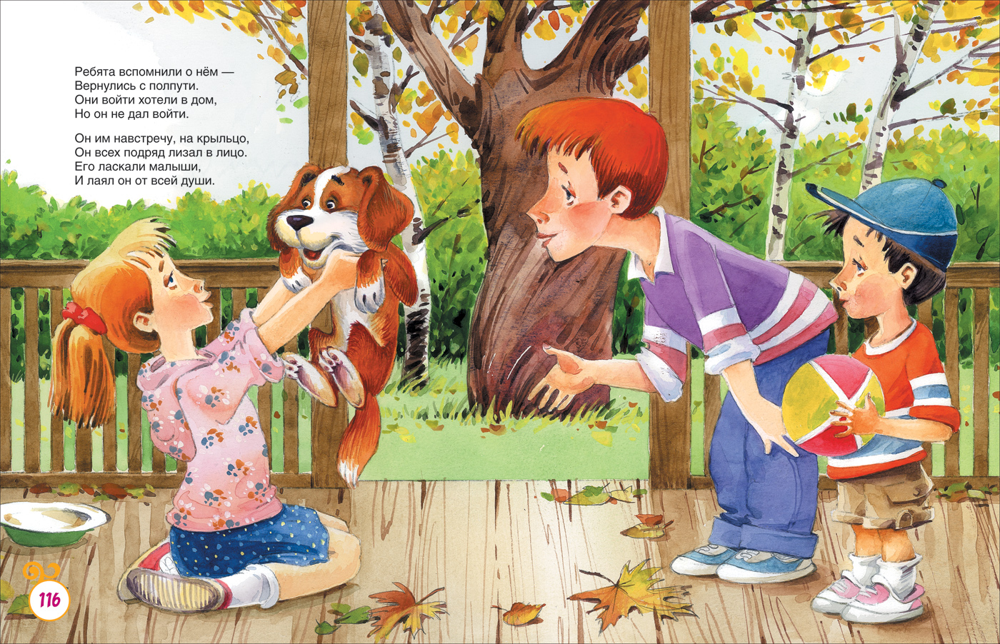 Ребята вспомнили о нём —
Вернулись с полпути.
Они войти хотели в дом,
Но он не дал войти.
Он им навстречу, на крыльцо,
Он всех подряд лизал в лицо.
Его ласкали малыши,
И лаял он от всей души.
116